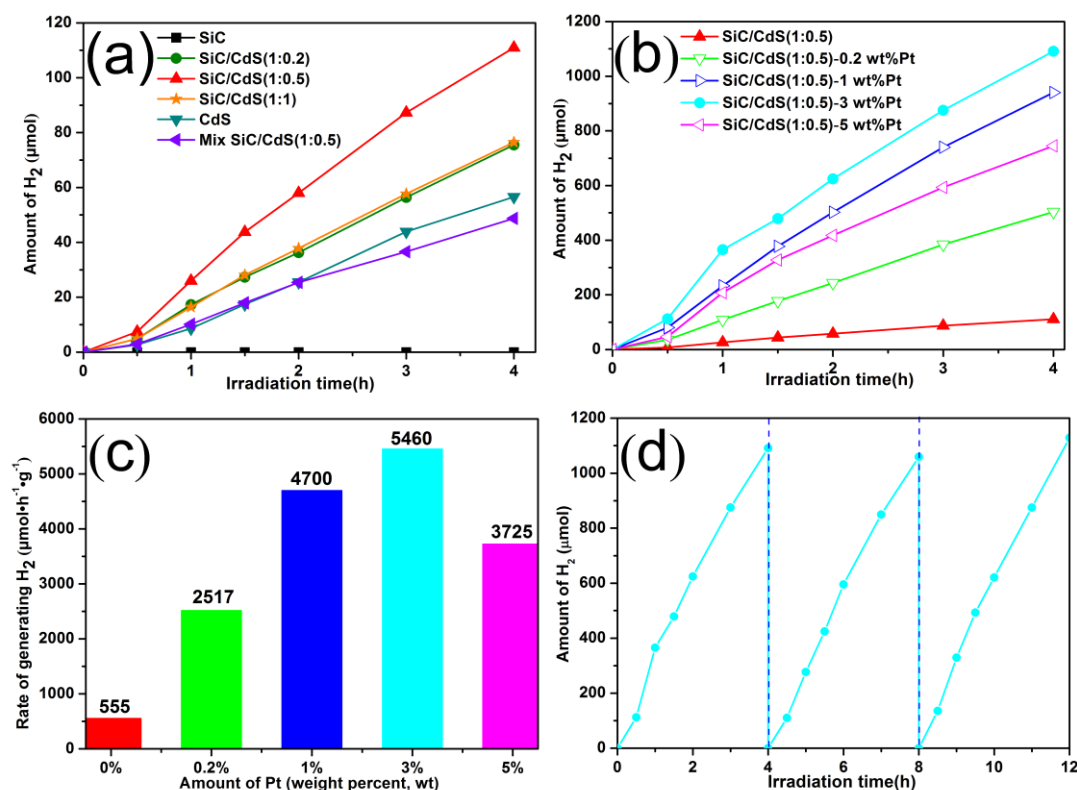 (a)
SiC
SiC/CdS(1:0.2)
SiC/CdS(1:0.5)
SiC/CdS(1:1)
CdS
Mix SiC/CdS(1:0.5)
Amount of H2 (μmol)
120
100
80
60
40
20
0
0 1 2 3 4
Irradiation time(h)
(b)
SiC/CdS(1:0.5)
SiC/CdS(1:0.5)-0.2 wt%Pt
SiC/CdS(1:0.5)-1 wt%Pt
SiC/CdS(1:0.5)-3 wt%Pt
SiC/CdS(1:0.5)-5 wt%Pt
Amount of H2 (μmol)
1200
1000
800
600
400
200
0
0 1 2 3 4
Irradiation time(h)
(c)
Rate of generating H2 (μmol•h-1•g-1)
6000
5000
4000
3000
2000
1000
0
555
2517
4700
5460
3725
0% 0.2% 1% 3% 5%
Amount of Pt (weight percent, wt)
(d)
Amount of H2 (μmol)
1200
1000
800
600
400
200
0
0 2 4 6 8 10 12
Irradiation time(h)